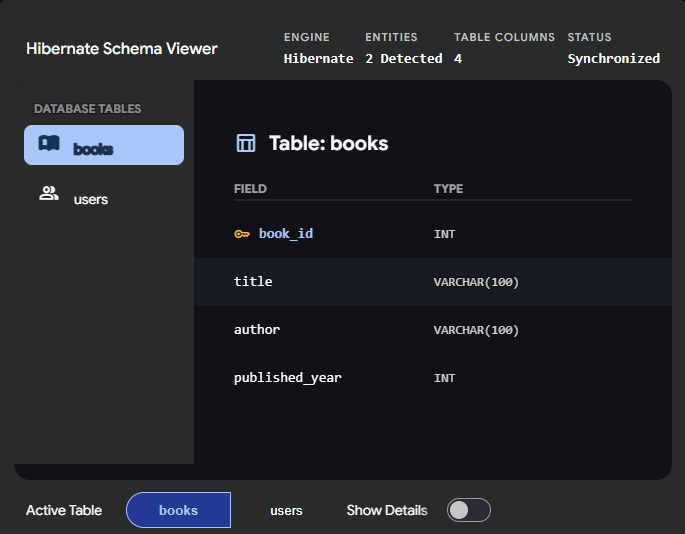 Hibernate Schema Viewer
ENGINE ENTITIES TABLE COLUMNS STATUS
Hibernate 2 Detected 4 Synchronized
DATABASE TABLES
books
users
Table: books
FIELD TYPE
book_id INT
title VARCHAR(100)
author VARCHAR(100)
published_year INT
Active Table books users Show Details